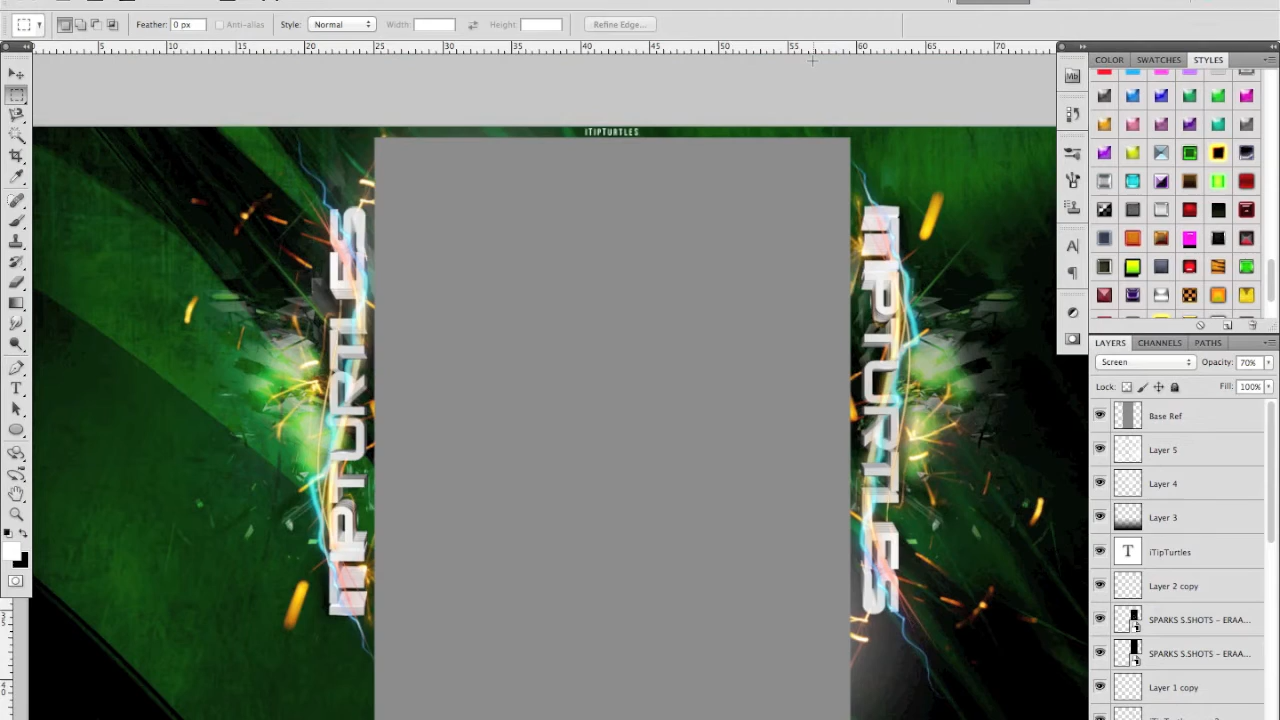 Feather: 0 px Anti-alias Style: Normal Width: Height: Refine Edge...
5 10 15 20 25 30 35 40 45 50 55 60 65 70
COLOR SWATCHES STYLES
Mb
iTIPTURTLES
iTIPTURTLES
iTIPTURTLES
A
LAYERS CHANNELS PATHS
Screen Opacity: 70%
Lock: Fill: 100%
Base Ref
Layer 5
Layer 4
Layer 3
T iTipTurtles
Layer 2 copy
SPARKS S.SHOTS - ERAA...
SPARKS S.SHOTS - ERAA...
Layer 1 copy